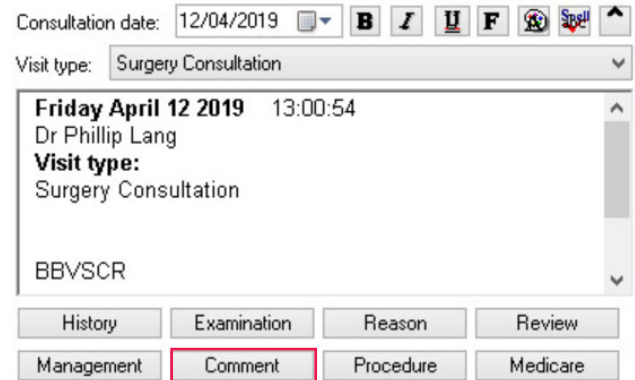 Consultation date: 12/04/2019 B I U F Spell
Visit type: Surgery Consultation
Friday April 12 2019 13:00:54
Dr Phillip Lang
Visit type:
Surgery Consultation
BBVSCR
History Examination Reason Review
Management Comment Procedure Medicare